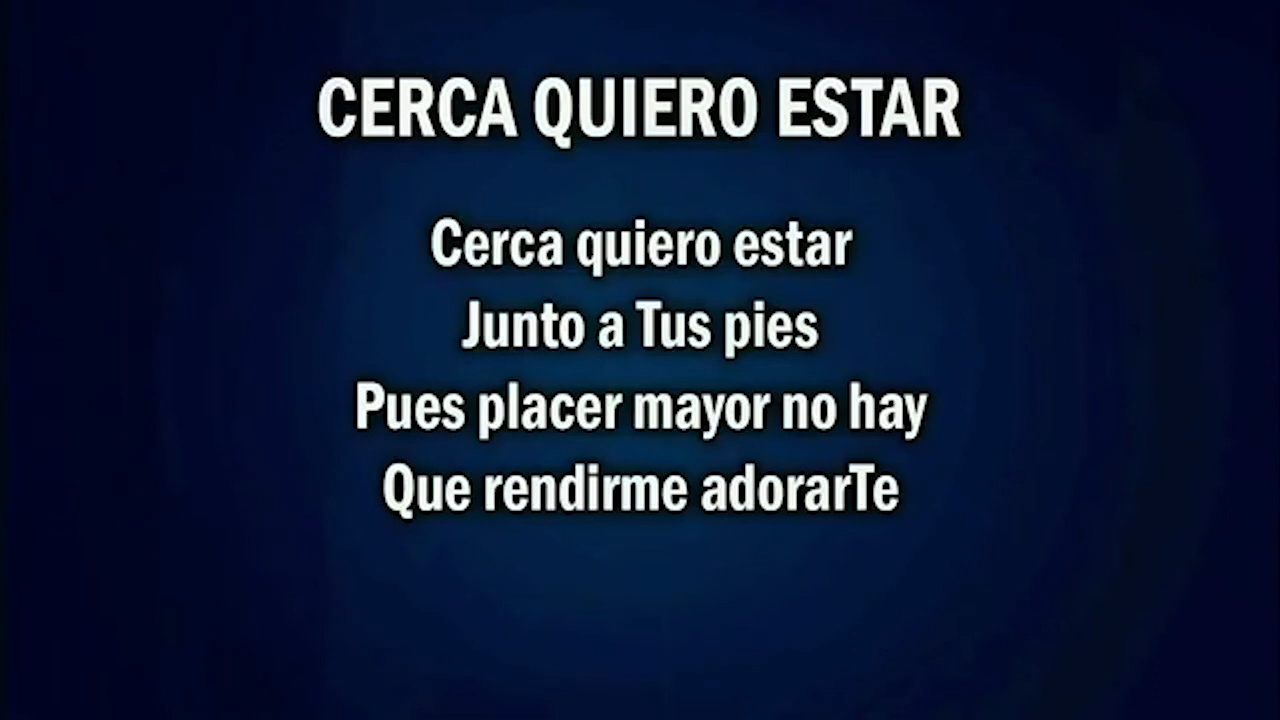 CERCA QUIERO ESTAR
Cerca quiero estar
Junto a Tus pies
Pues placer mayor no hay
Que rendirme adorarTe